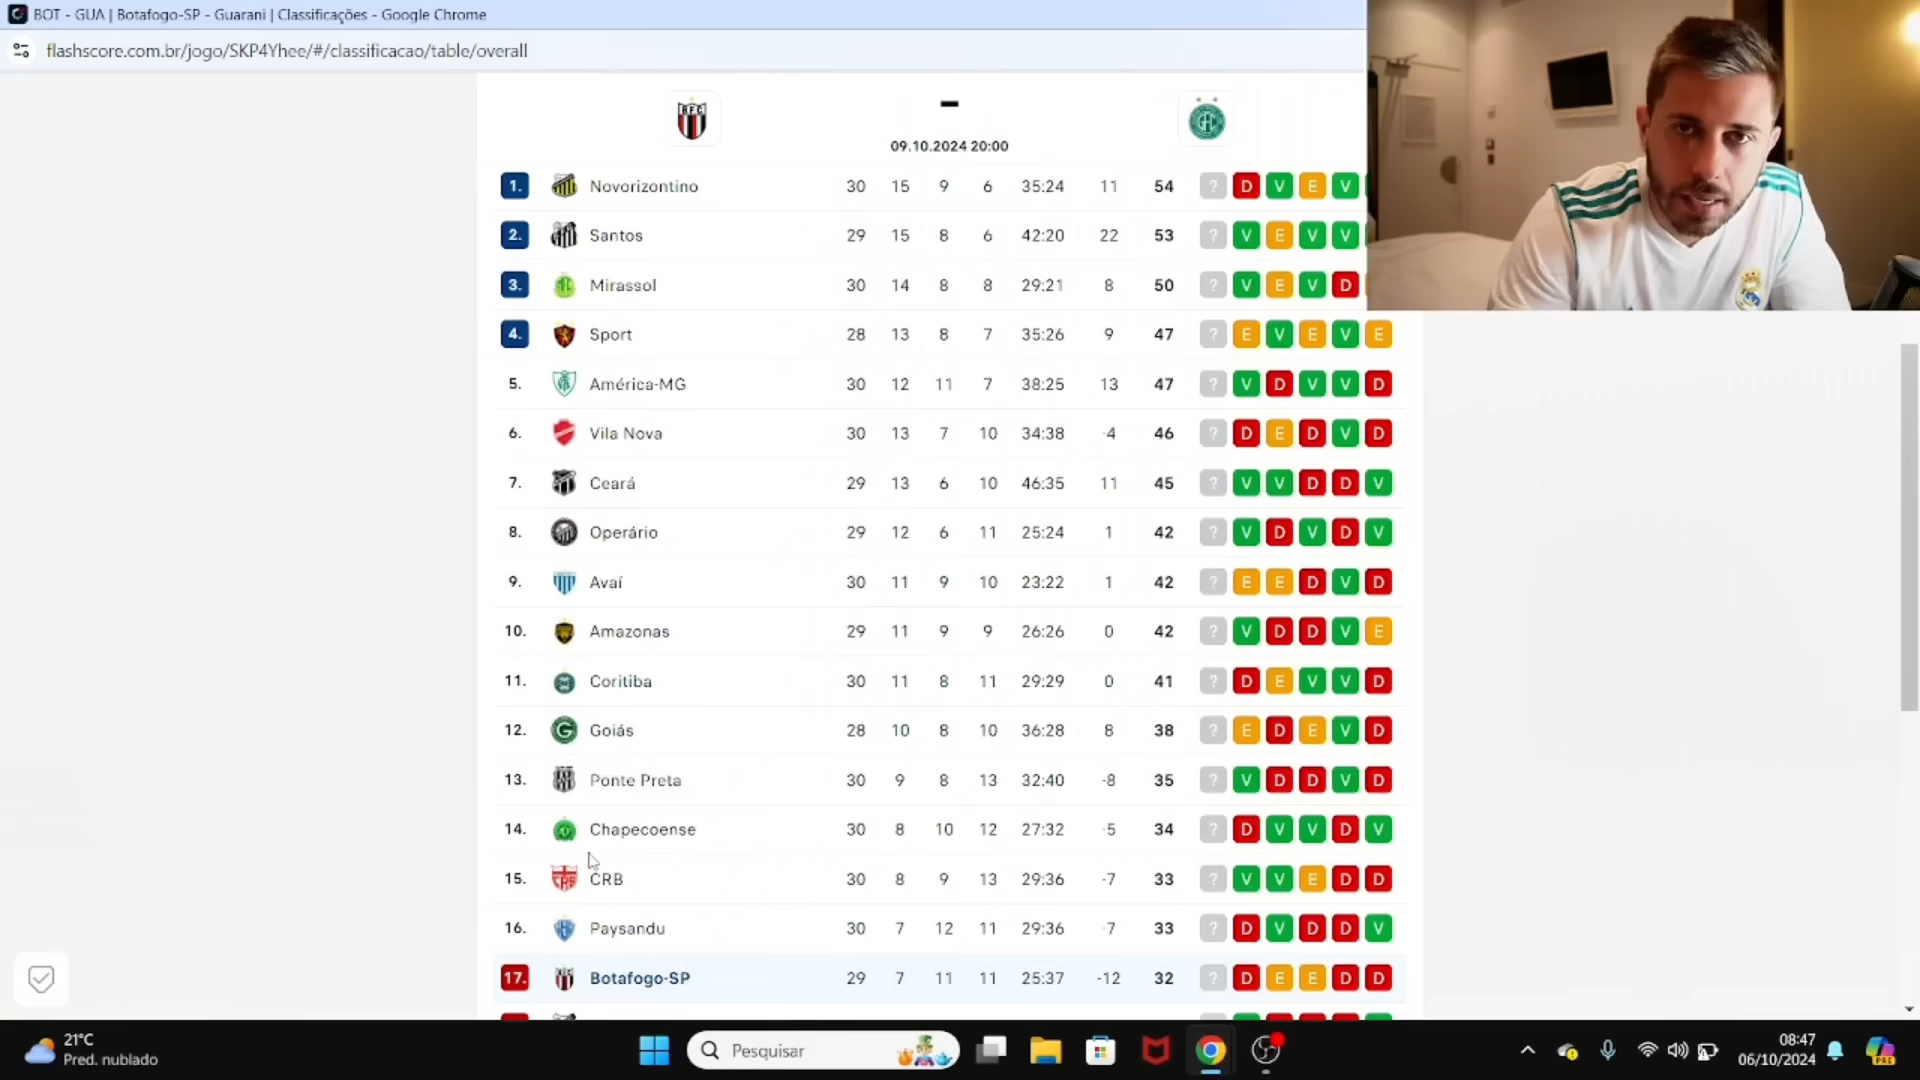 BOT - GUA | Botafogo-SP - Guarani | Classificações - Google Chrome
flashscore.com.br/jogo/SKP4Yhee/#/classificacao/table/overall
-
09.10.2024 20:00
1. Novorizontino 30 15 9 6 35:24 11 54 ? D V E V
2. Santos 29 15 8 6 42:20 22 53 ? V E V V
3. Mirassol 30 14 8 8 29:21 8 50 ? V E V D
4. Sport 28 13 8 7 35:26 9 47 ? E V E V E
5. América-MG 30 12 11 7 38:25 13 47 ? V D V V D
6. Vila Nova 30 13 7 10 34:38 -4 46 ? D E D V D
7. Ceará 29 13 6 10 46:35 11 45 ? V V D D V
8. Operário 29 12 6 11 25:24 1 42 ? V D V D V
9. Avaí 30 11 9 10 23:22 1 42 ? E E D V D
10. Amazonas 29 11 9 9 26:26 0 42 ? V D D V E
11. Coritiba 30 11 8 11 29:29 0 41 ? D E V V D
12. Goiás 28 10 8 10 36:28 8 38 ? E D E V D
13. Ponte Preta 30 9 8 13 32:40 -8 35 ? V D D V D
14. Chapecoense 30 8 10 12 27:32 -5 34 ? D V V D V
15. CRB 30 8 9 13 29:36 -7 33 ? V V E D D
16. Paysandu 30 7 12 11 29:36 -7 33 ? D V D D V
17. Botafogo-SP 29 7 11 11 25:37 -12 32 ? D E E D D
21°C
Pred. nublado
Pesquisar
08:47
06/10/2024